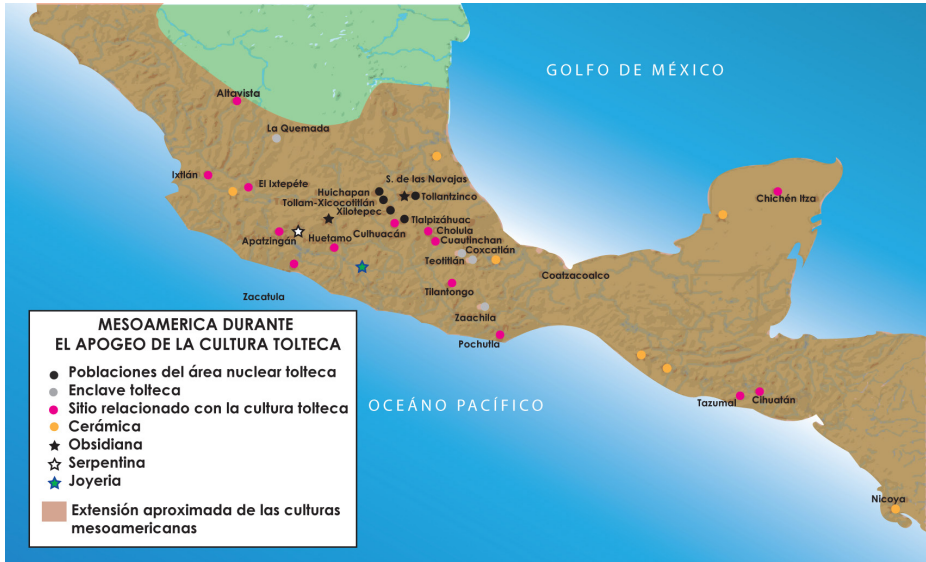 GOLFO DE MÉXICO
Altavista
La Quemada
Ixtlán
El Ixtepéte
S. de las Navajas
Huichapan
Tollantzinco
Tollam-Xicocotitlán
Xilotepec
Tlalpizáhuac
Chichén Itza
Culhuacán
Cholula
Apatzingán
Huetamo
Cuautinchan
Coxcatlán
Teotitlán
Coatzacoalco
Tilantongo
Zacatula
Zaachila
Pochutla
MESOAMERICA DURANTE
EL APOGEO DE LA CULTURA TOLTECA
Poblaciones del área nuclear tolteca
Enclave tolteca
Sitio relacionado con la cultura tolteca
Cerámica
Obsidiana
Serpentina
Joyeria
Extensión aproximada de las culturas
mesoamericanas
OCEÁNO PACÍFICO
Tazumal
Cihuatán
Nicoya